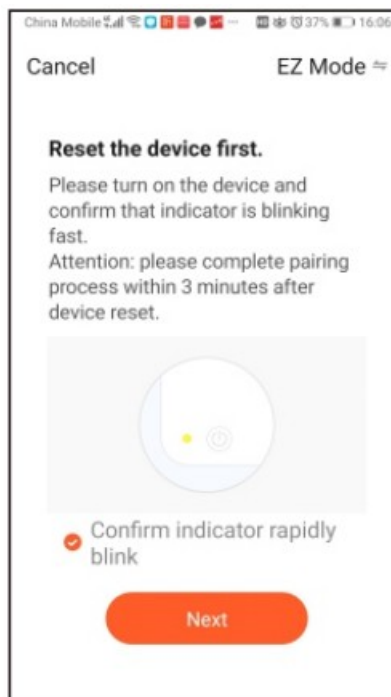 China Mobile 37% 16:06
Cancel EZ Mode
Reset the device first.
Please turn on the device and
confirm that indicator is blinking
fast.
Attention: please complete pairing
process within 3 minutes after
device reset.
Confirm indicator rapidly
blink
Next